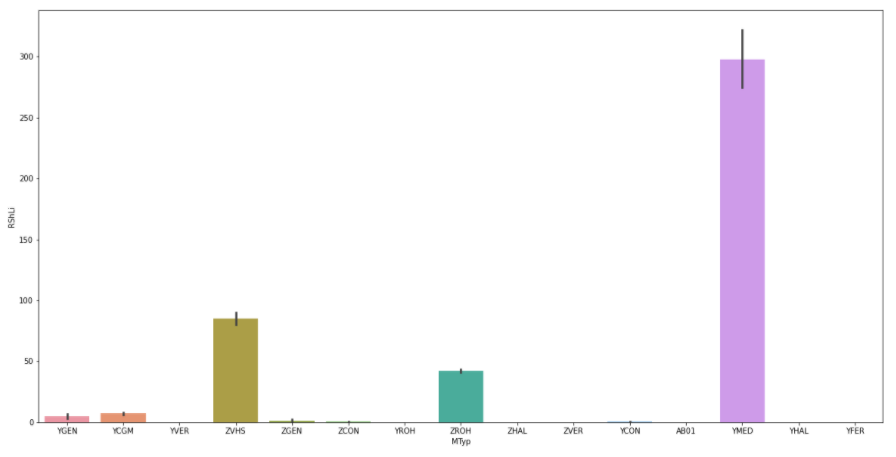 300
250
200
150
100
50
0
RShLi
YGEN YCGM YVER ZVHS ZGEN ZCON YROH ZROH ZHAL ZVER YCON AB01 YMED YHAL YFER
MTyp